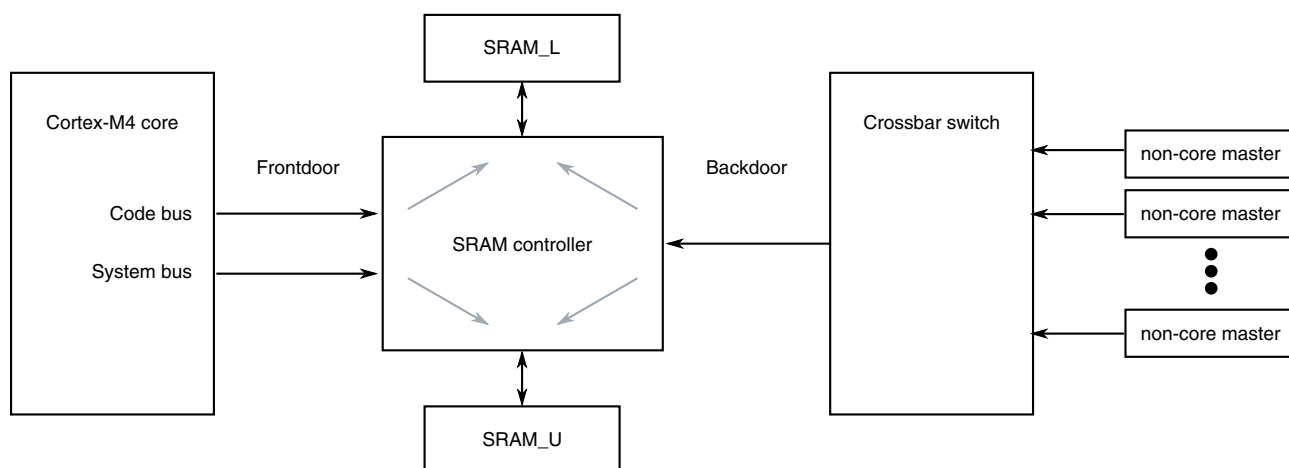 SRAM_L
Cortex-M4 core
Crossbar switch
Frontdoor
Backdoor
non-core master
Code bus
non-core master
SRAM controller
System bus
non-core master
SRAM_U